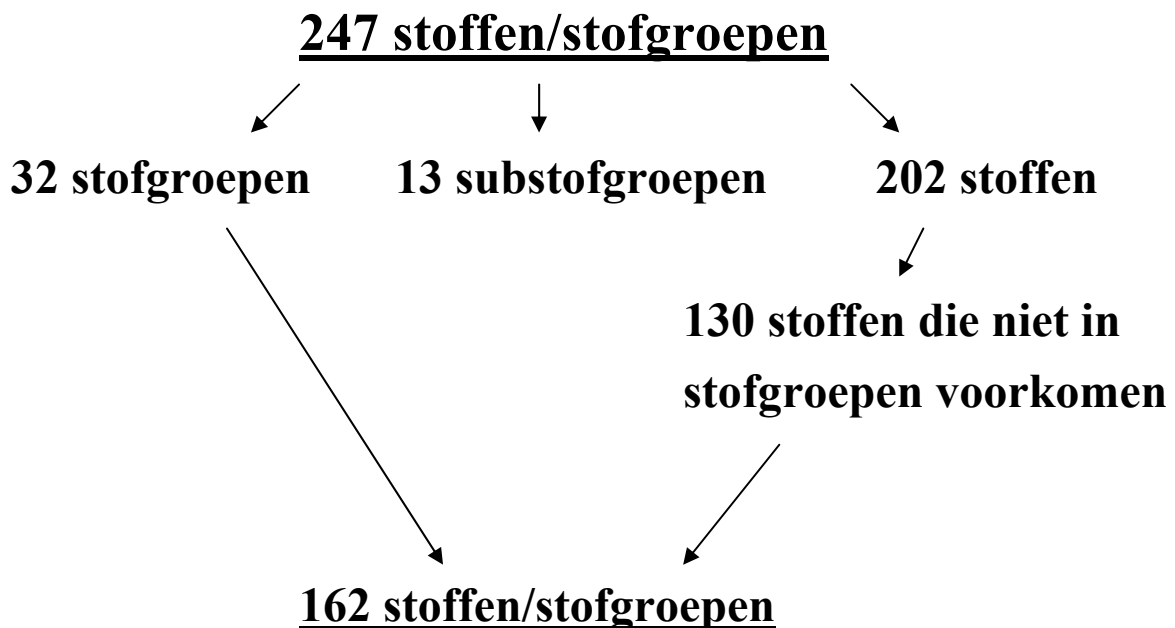 247 stoffen/stofgroepen
32 stofgroepen
13 substofgroepen
202 stoffen
130 stoffen die niet in
stofgroepen voorkomen
162 stoffen/stofgroepen